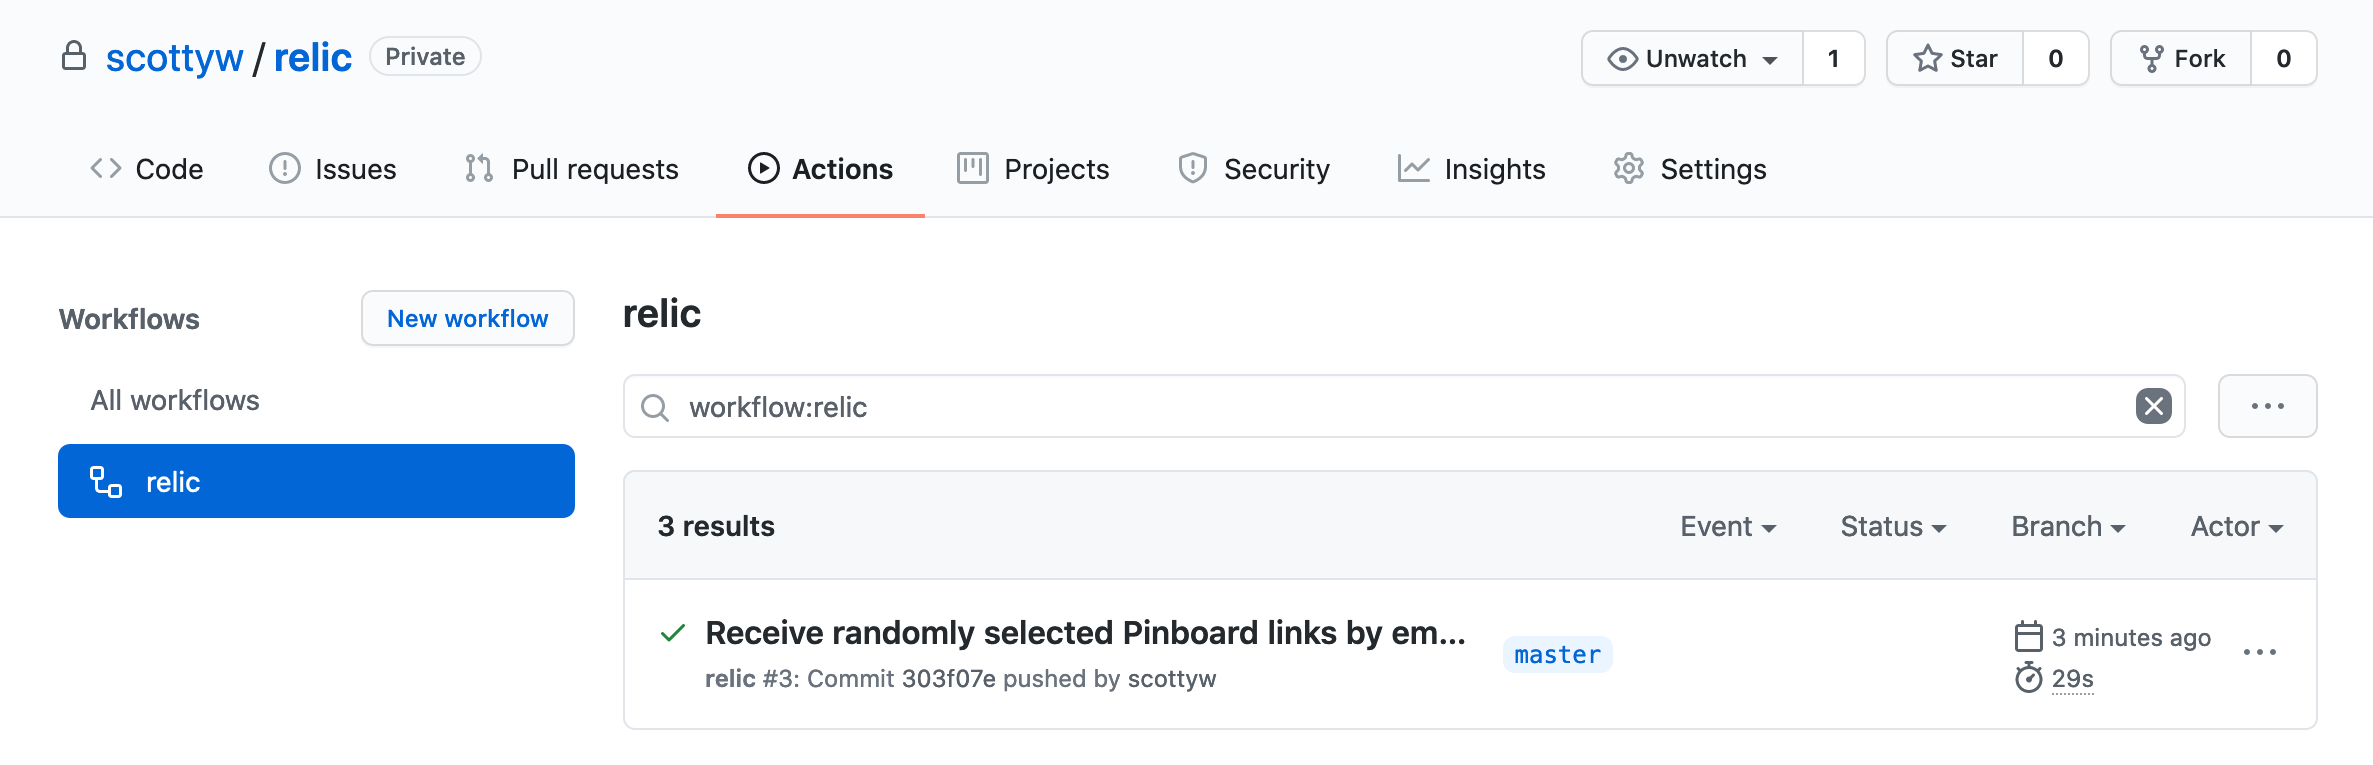 scottyw / relic Private
Unwatch 1 Star 0 Fork 0
Code Issues Pull requests Actions Projects Security Insights Settings
Workflows
New workflow
All workflows
relic
relic
workflow:relic
3 results Event Status Branch Actor
Receive randomly selected Pinboard links by em...
relic #3: Commit 303f07e pushed by scottyw
master
3 minutes ago
29s